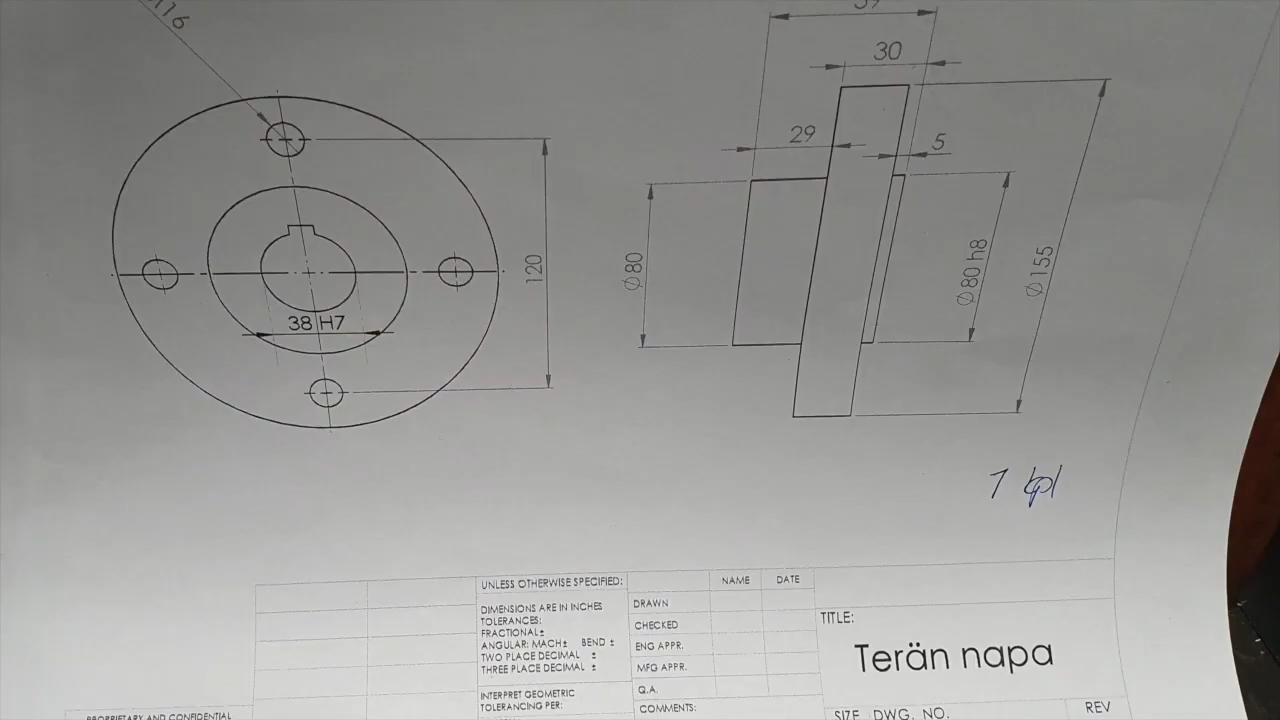 30
29
5
120
38 H7
Ø80
Ø80 h8
Ø155
1 kpl
UNLESS OTHERWISE SPECIFIED:
NAME
DATE
DIMENSIONS ARE IN INCHES
TOLERANCES:
FRACTIONAL±
ANGULAR: MACH± BEND ±
TWO PLACE DECIMAL ±
THREE PLACE DECIMAL ±
DRAWN
CHECKED
ENG APPR.
MFG APPR.
INTERPRET GEOMETRIC
TOLERANCING PER:
Q.A.
COMMENTS:
TITLE:
Terän napa
PROPRIETARY AND CONFIDENTIAL
SIZE DWG. NO.
REV